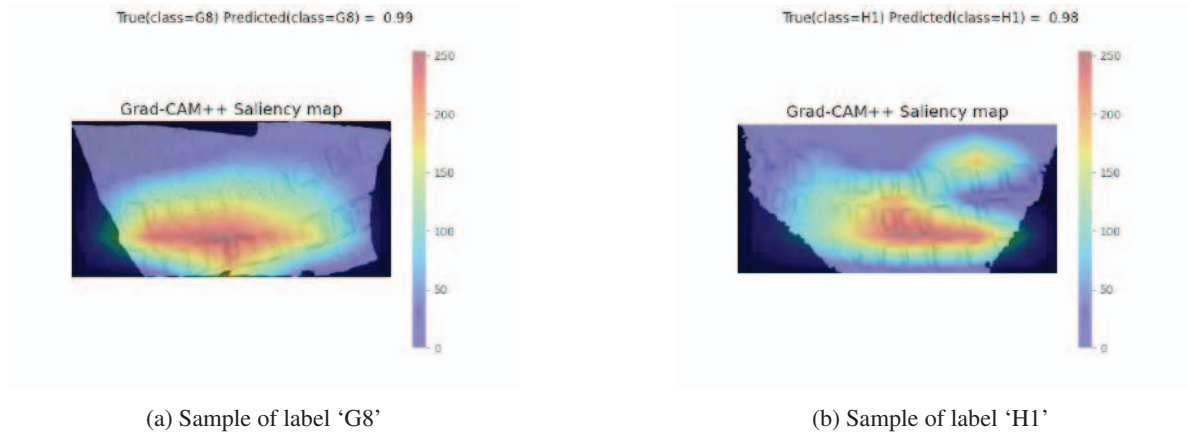 True(class=G8) Predicted(class=G8) = 0.99
Grad-CAM++ Saliency map
250
200
150
100
50
0
(a) Sample of label ‘G8’
True(class=H1) Predicted(class=H1) = 0.98
Grad-CAM++ Saliency map
250
200
150
100
50
0
(b) Sample of label ‘H1’